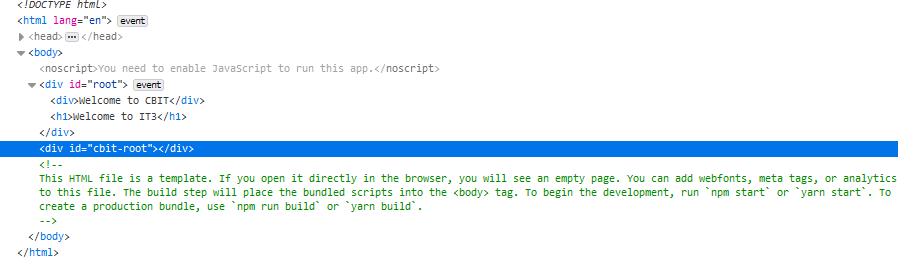 <!DOCTYPE html>
<html lang="en"> event
<head> ••• </head>
<body>
<noscript>You need to enable JavaScript to run this app.</noscript>
<div id="root"> event
<div>Welcome to CBIT</div>
<h1>Welcome to IT3</h1>
</div>
<div id="cbit-root"></div>
<!--
This HTML file is a template. If you open it directly in the browser, you will see an empty page. You can add webfonts, meta tags, or analytics
to this file. The build step will place the bundled scripts into the <body> tag. To begin the development, run `npm start` or `yarn start`. To
create a production bundle, use `npm run build` or `yarn build`.
-->
</body>
</html>